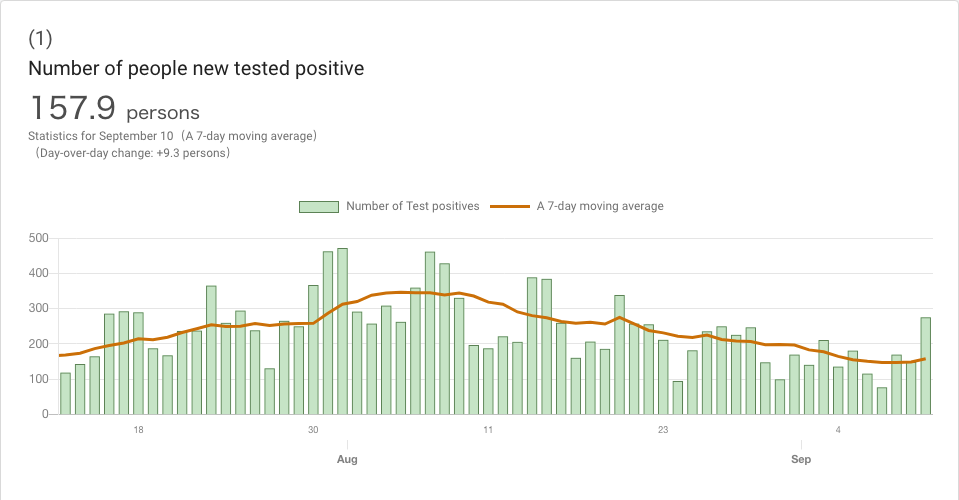 (1)
Number of people new tested positive
157.9 persons
Statistics for September 10（A 7-day moving average）
（Day-over-day change: +9.3 persons）
Number of Test positives A 7-day moving average
500
400
300
200
100
0
18 30 11 23 4
Aug Sep